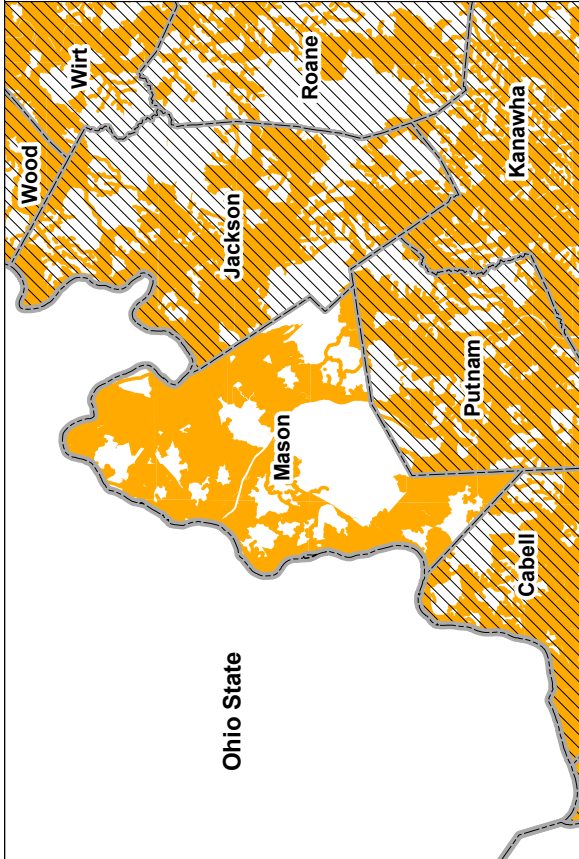 Wood
Wirt
Roane
Jackson
Kanawha
Mason
Putnam
Cabell
Ohio State